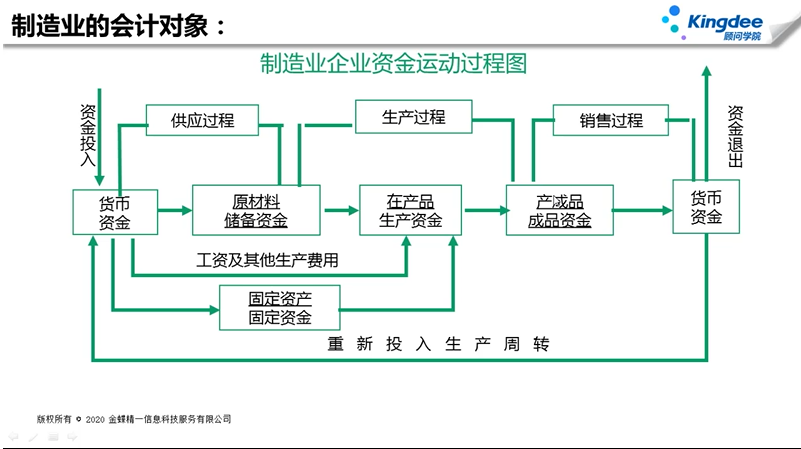 制造业的会计对象：
Kingdee
顾问学院
制造业企业资金运动过程图
资金投入
供应过程
生产过程
销售过程
资金退出
货币
资金
原材料
储备资金
在产品
生产资金
产成品
成品资金
货币
资金
工资及其他生产费用
固定资产
固定资金
重新投入生产周转
版权所有 © 2020 金蝶精一信息科技服务有限公司